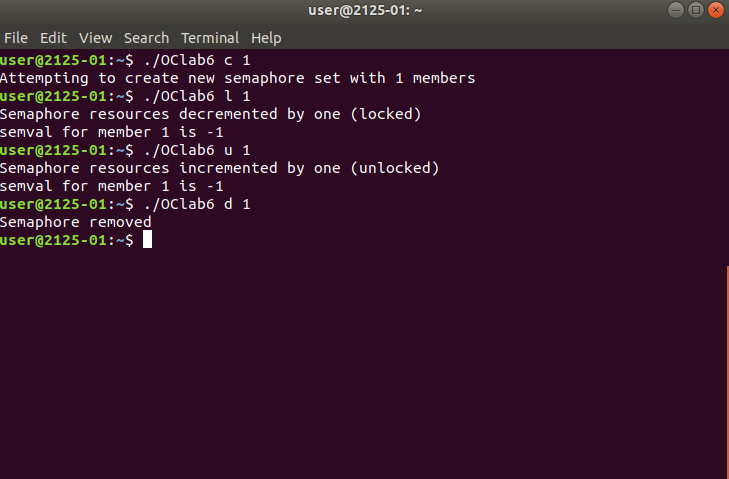 user@2125-01: ~
File Edit View Search Terminal Help
user@2125-01:~$ ./OClab6 c 1
Attempting to create new semaphore set with 1 members
user@2125-01:~$ ./OClab6 l 1
Semaphore resources decremented by one (locked)
semval for member 1 is -1
user@2125-01:~$ ./OClab6 u 1
Semaphore resources incremented by one (unlocked)
semval for member 1 is -1
user@2125-01:~$ ./OClab6 d 1
Semaphore removed
user@2125-01:~$